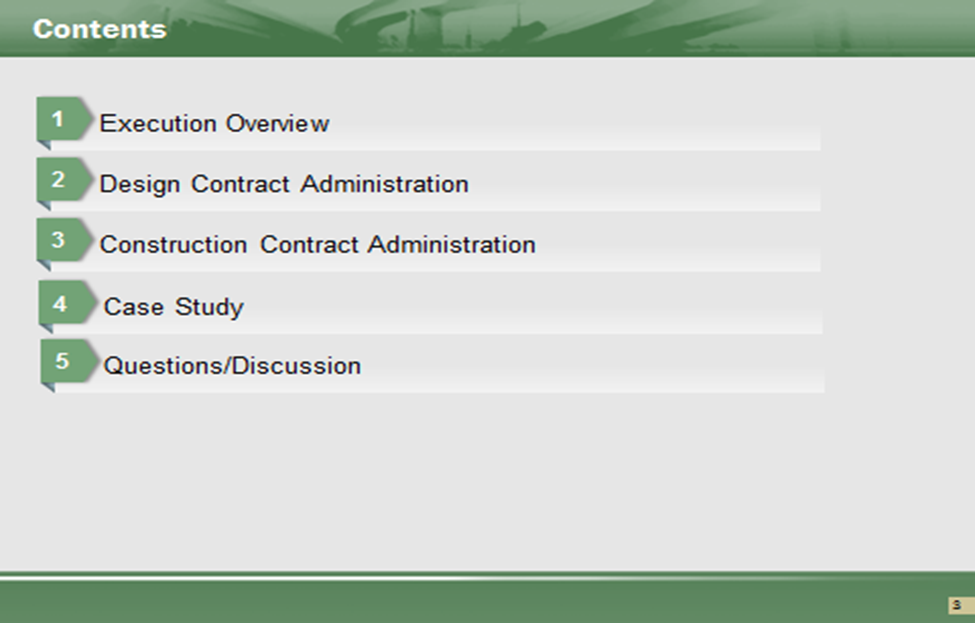 Contents
1 Execution Overview
2 Design Contract Administration
3 Construction Contract Administration
4 Case Study
5 Questions/Discussion
3